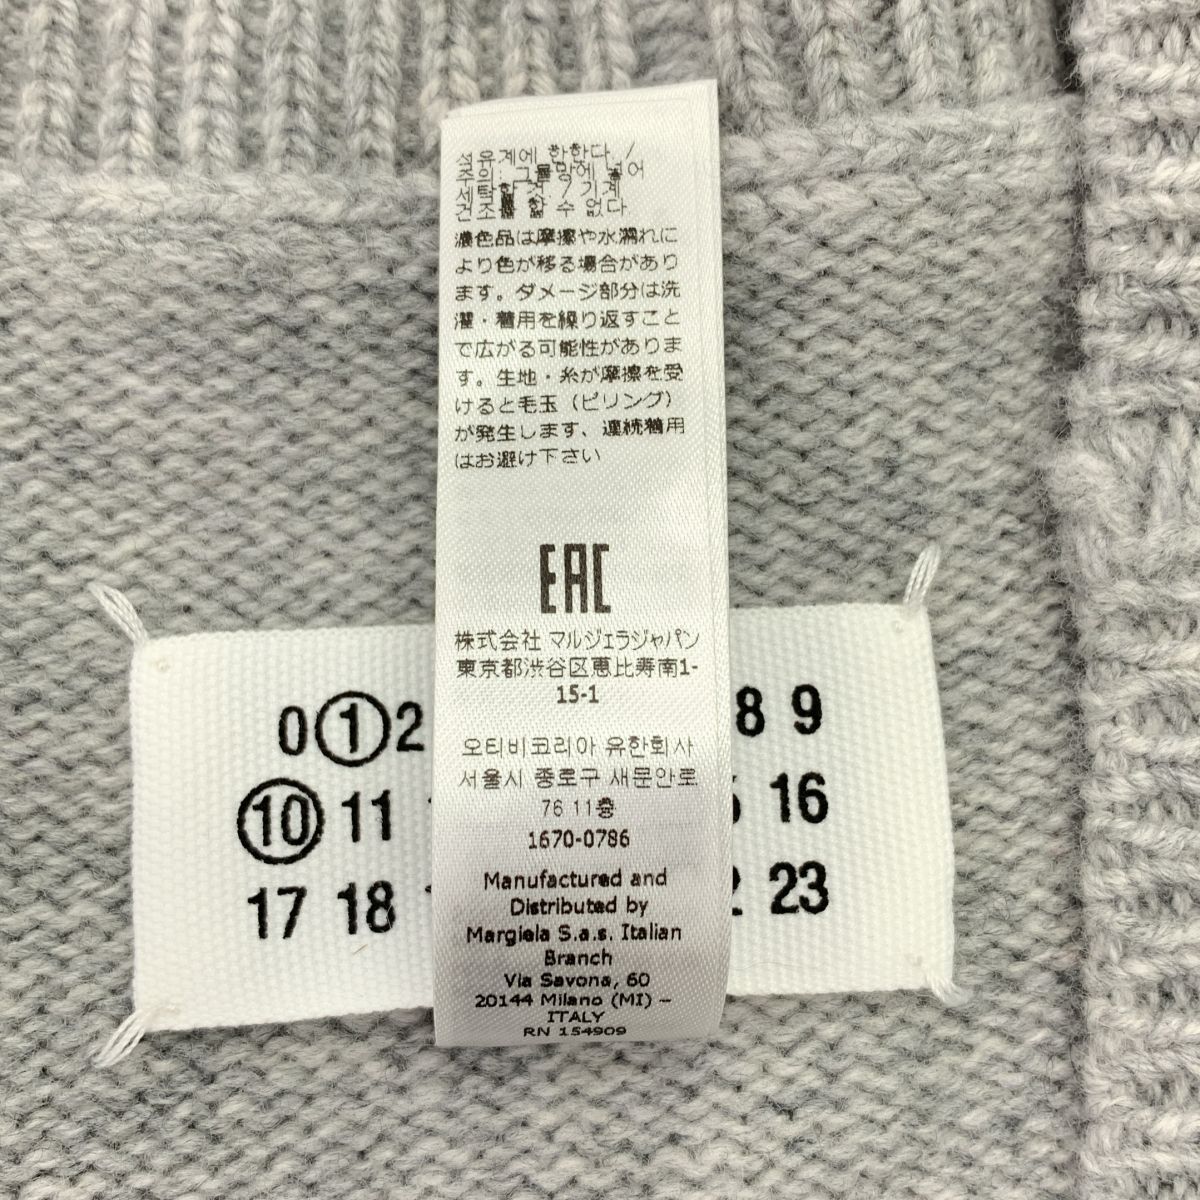 섬유계에 한한다 /
주의: 그물망에 넣어
세탁할 것 / 기계
건조를 할 수 없다
濃色品は摩擦や水濡れに
より色が移る場合があり
ます。ダメージ部分は洗
濯・着用を繰り返すこと
で広がる可能性がありま
す。生地・糸が摩擦を受
けると毛玉（ピリング）
が発生します、連続着用
はお避け下さい
EAC
株式会社 マルジェラジャパン
東京都渋谷区恵比寿南1-
15-1
오티비코리아 유한회사
서울시 종로구 새문안로
76 11층
1670-0786
Manufactured and
Distributed by
Margiela S.a.s. Italian
Branch
Via Savona, 60
20144 Milano (MI) –
ITALY
RN 154909
0 1 2 8 9
10 11 16
17 18 23